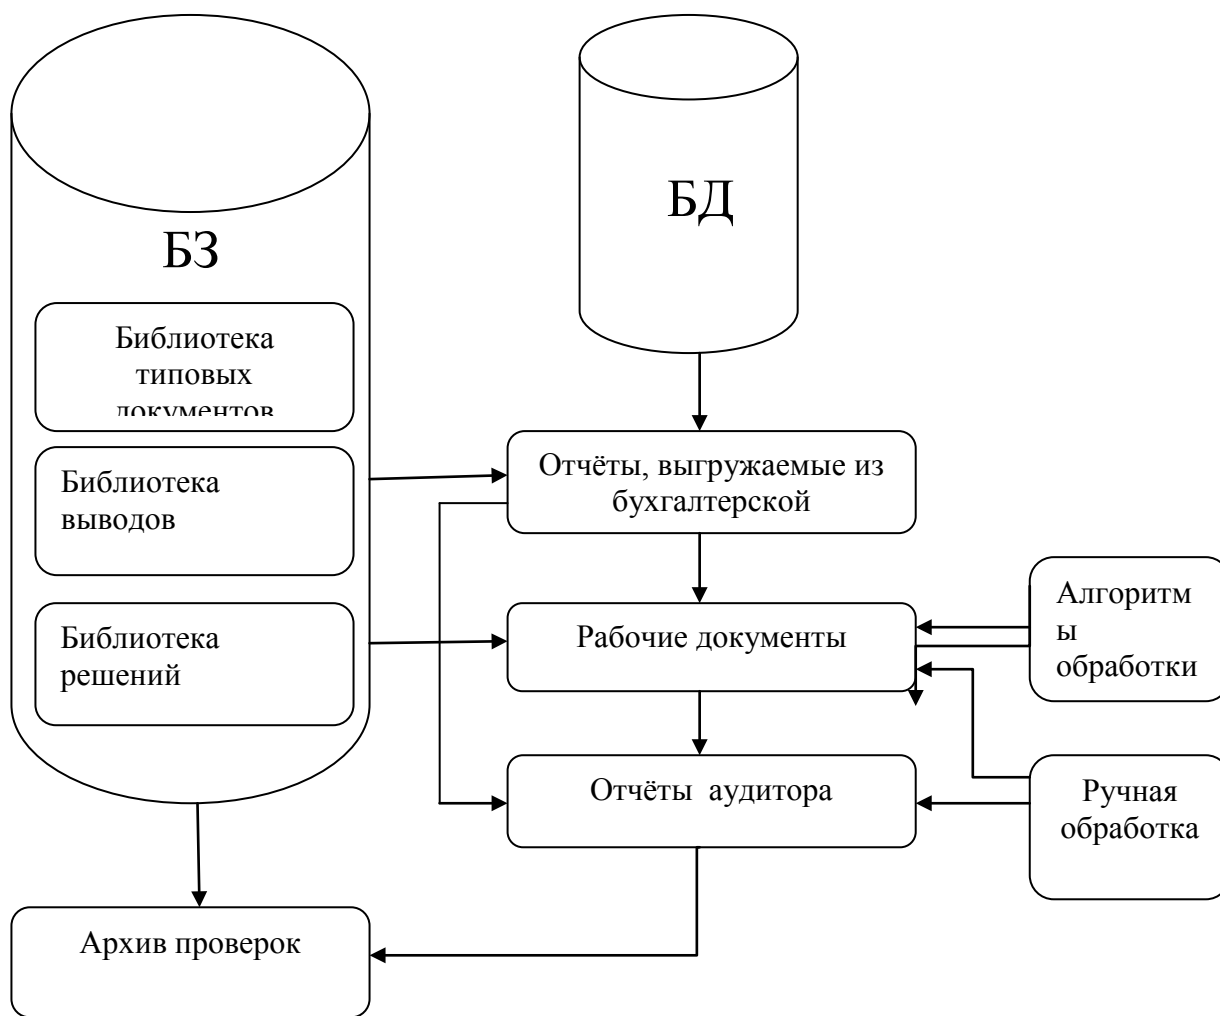 БЗ
Библиотека
типовых
документов
Библиотека
выводов
Библиотека
решений
Архив проверок
БД
Отчёты, выгружаемые из
бухгалтерской
Рабочие документы
Отчёты  аудитора
Алгоритм
ы
обработки
Ручная
обработка